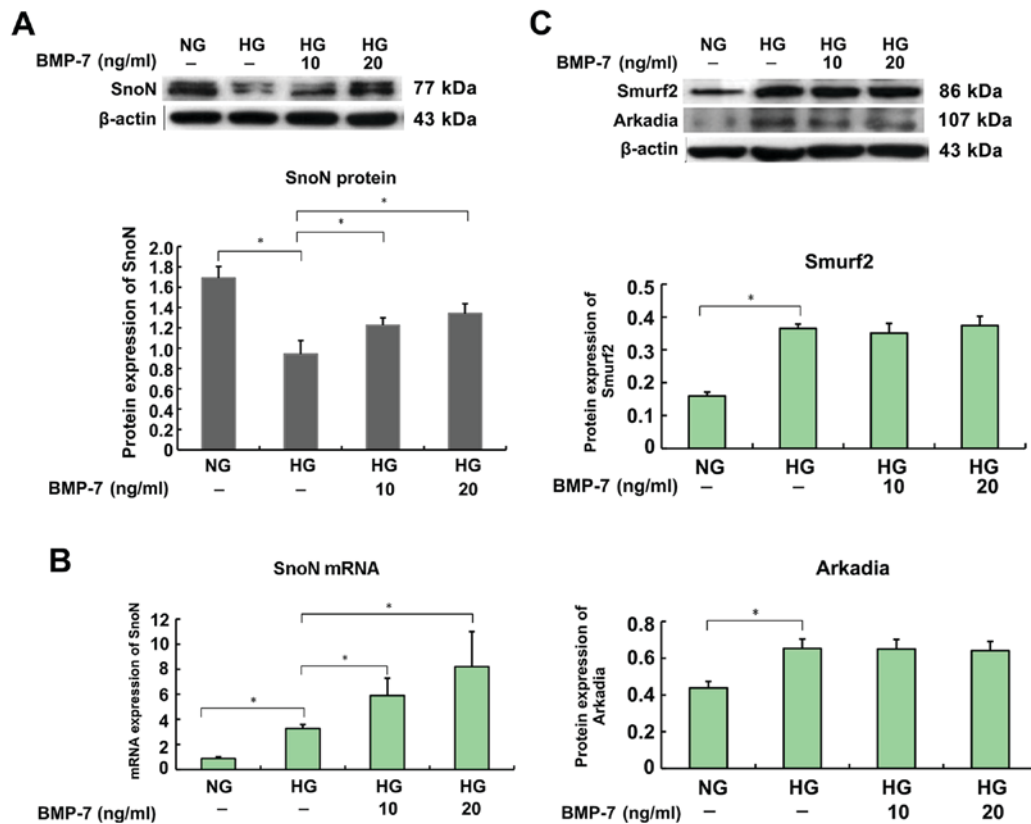 A
NG HG HG HG
BMP-7 (ng/ml) – – 10 20
SnoN 77 kDa
β-actin 43 kDa
SnoN protein
* * *
Protein expression of SnoN
2.0
1.8
1.6
1.4
1.2
1.0
0.8
0.6
0.4
0.2
0.0
NG HG HG HG
BMP-7 (ng/ml) – – 10 20
B
SnoN mRNA
* * *
mRNA expression of SnoN
12
10
8
6
4
2
0
NG HG HG HG
BMP-7 (ng/ml) – – 10 20
C
NG HG HG HG
BMP-7 (ng/ml) – – 10 20
Smurf2 86 kDa
Arkadia 107 kDa
β-actin 43 kDa
Smurf2
*
Protein expression of
Smurf2
0.5
0.4
0.3
0.2
0.1
0
NG HG HG HG
BMP-7 (ng/ml) – – 10 20
Arkadia
*
Protein expression of
Arkadia
0.8
0.6
0.4
0.2
0
NG HG HG HG
BMP-7 (ng/ml) – – 10 20